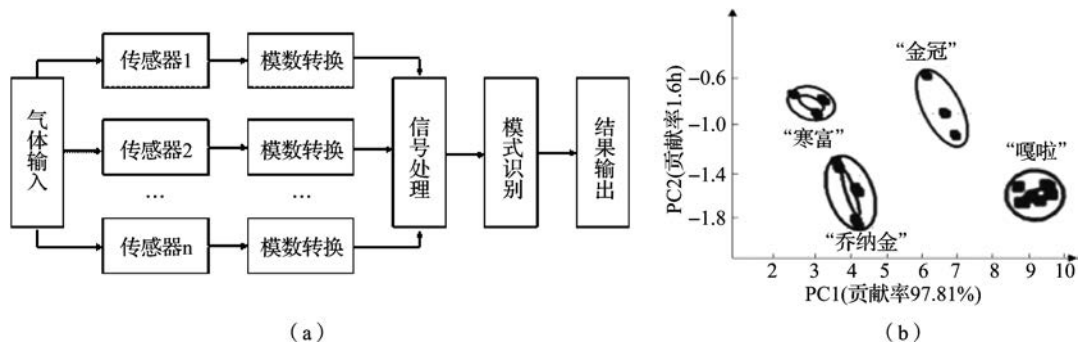 气体输入
传感器1
模数转换
传感器2
模数转换
...
...
传感器n
模数转换
信号处理
模式识别
结果输出
(a)
PC2(贡献率1.6h)
-0.6
-1.0
-1.4
-1.8
“金冠”
“寒富”
“嘎啦”
“乔纳金”
2 3 4 5 6 7 8 9 10
PC1(贡献率97.81%)
(b)